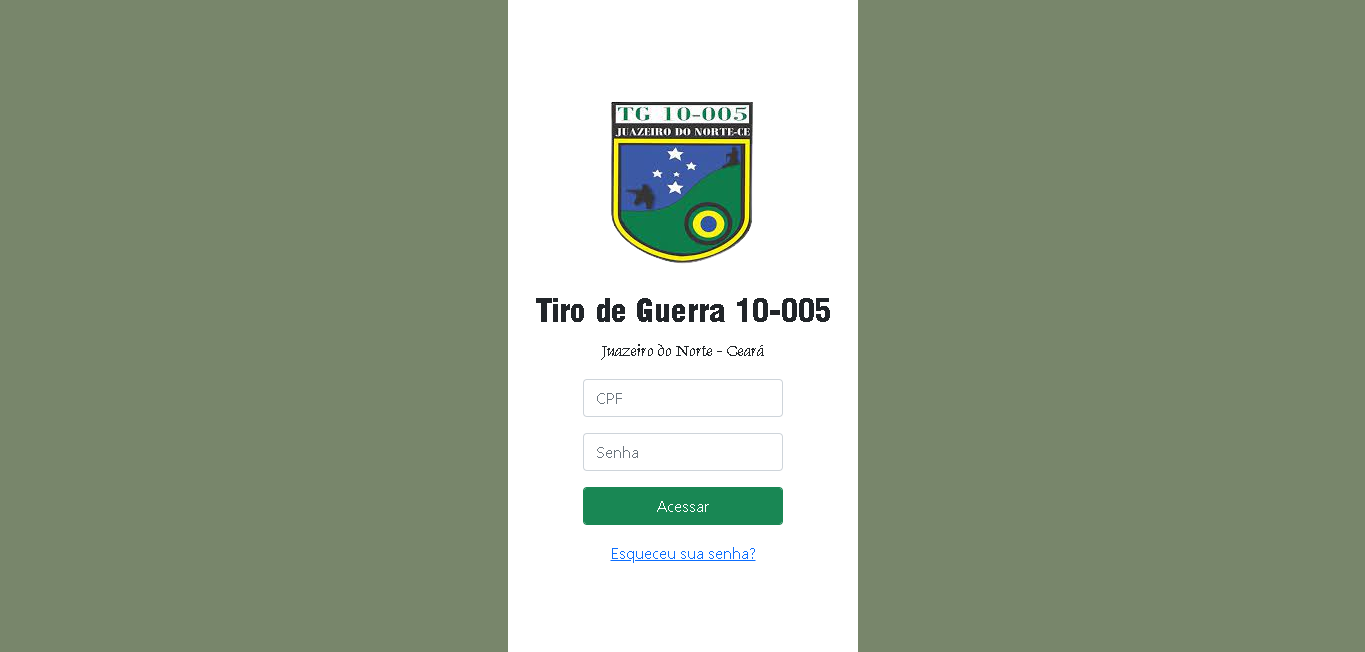 TG 10-005
JUAZEIRO DO NORTE-CE
Tiro de Guerra 10-005
Juazeiro do Norte - Ceará
CPF
Senha
Acessar
Esqueceu sua senha?